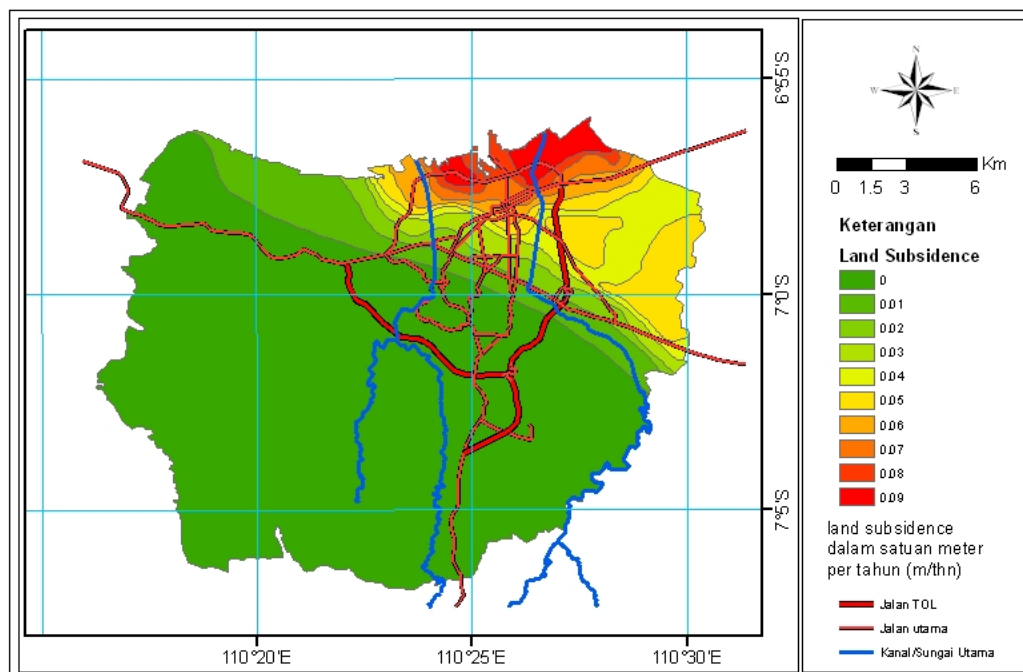 6°55'S
7°0'S
7°5'S
110°20'E
110°25'E
110°30'E
N
W
E
S
Km
0 1.5 3 6
Keterangan
Land Subsidence
0
0.01
0.02
0.03
0.04
0.05
0.06
0.07
0.08
0.09
land subsidence
dalam satuan meter
per tahun (m/thn)
Jalan TOL
Jalan utama
Kanal/Sungai Utama